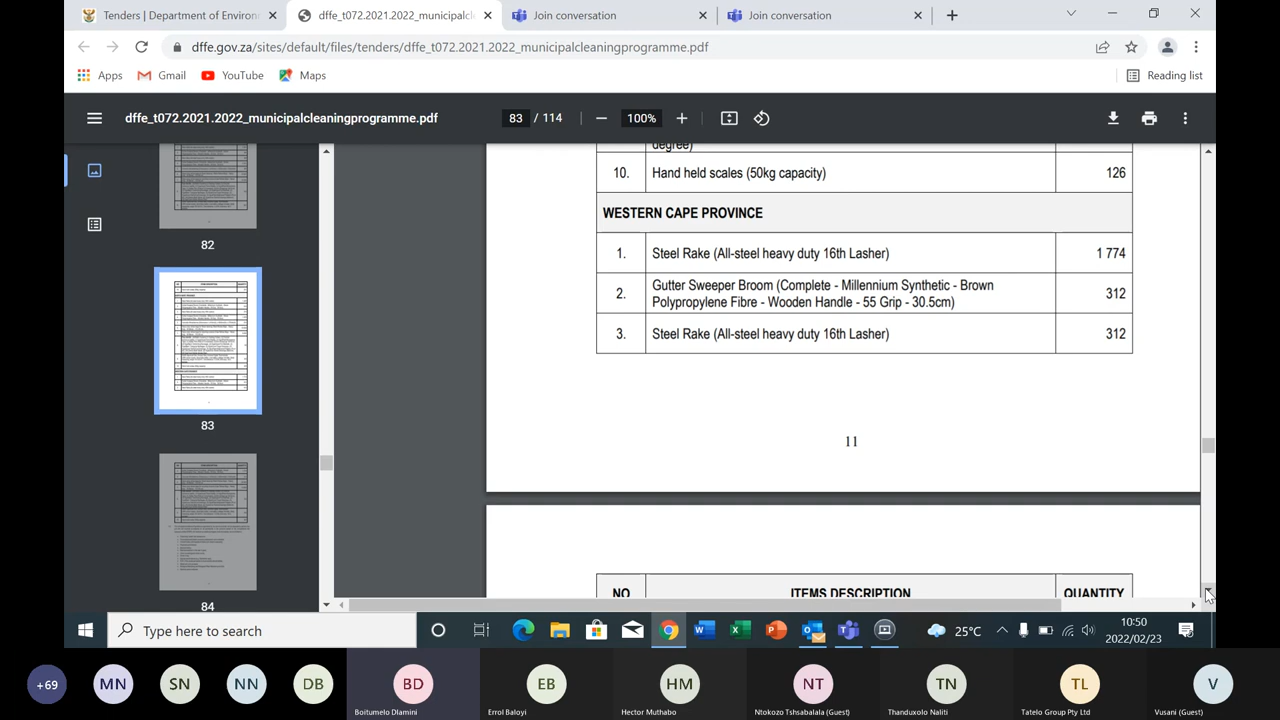 Tenders | Department of Environ
dffe_t072.2021.2022_municipalcl
Join conversation
Join conversation
dffe.gov.za/sites/default/files/tenders/dffe_t072.2021.2022_municipalcleaningprogramme.pdf
Apps
Gmail
YouTube
Maps
Reading list
dffe_t072.2021.2022_municipalcleaningprogramme.pdf
83 / 114
100%
82
83
84
degree)
10. Hand held scales (50kg capacity) 126
WESTERN CAPE PROVINCE
1. Steel Rake (All-steel heavy duty 16th Lasher) 1 774
2. Gutter Sweeper Broom (Complete - Millennium Synthetic - Brown
Polypropylene Fibre - Wooden Handle - 55 Grip - 30.5cm) 312
3. Steel Rake (All-steel heavy duty 16th Lasher) 312
11
NO ITEMS DESCRIPTION QUANTITY
Type here to search
25°C
10:50
2022/02/23
+69
MN
SN
NN
DB
BD
EB
HM
NT
TN
TL
V
Boitumelo Dlamini
Errol Baloyi
Hector Muthabo
Ntokozo Tshsabalala (Guest)
Thanduxolo Naliti
Tatelo Group Pty Ltd
Vusani (Guest)